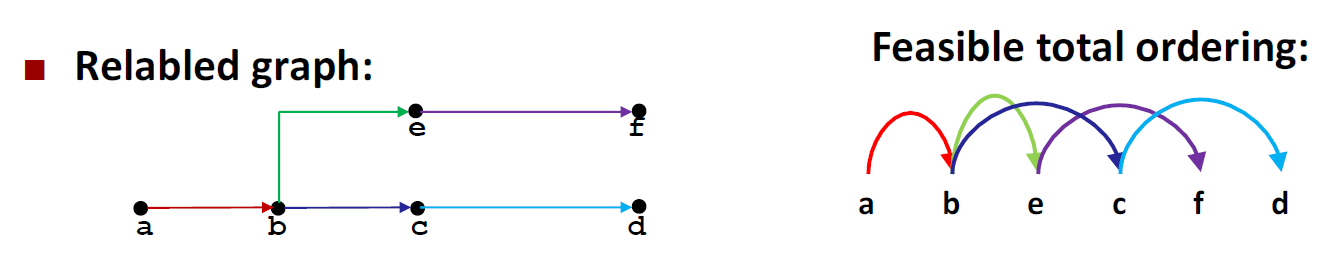 Relabled graph:
e f
a b c d
Feasible total ordering:
a b e c f d